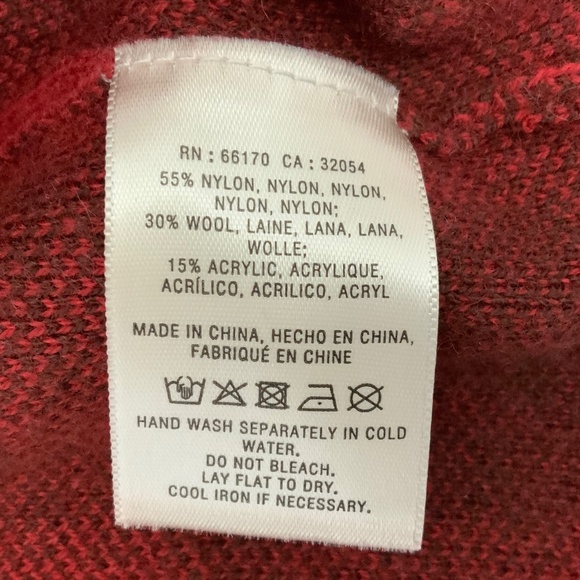 RN : 66170 CA : 32054
55% NYLON, NYLON, NYLON,
NYLON, NYLON;
30% WOOL, LAINE, LANA, LANA,
WOLLE;
15% ACRYLIC, ACRYLIQUE,
ACRÍLICO, ACRILICO, ACRYL
MADE IN CHINA, HECHO EN CHINA,
FABRIQUÉ EN CHINE
HAND WASH SEPARATELY IN COLD
WATER.
DO NOT BLEACH.
LAY FLAT TO DRY.
COOL IRON IF NECESSARY.